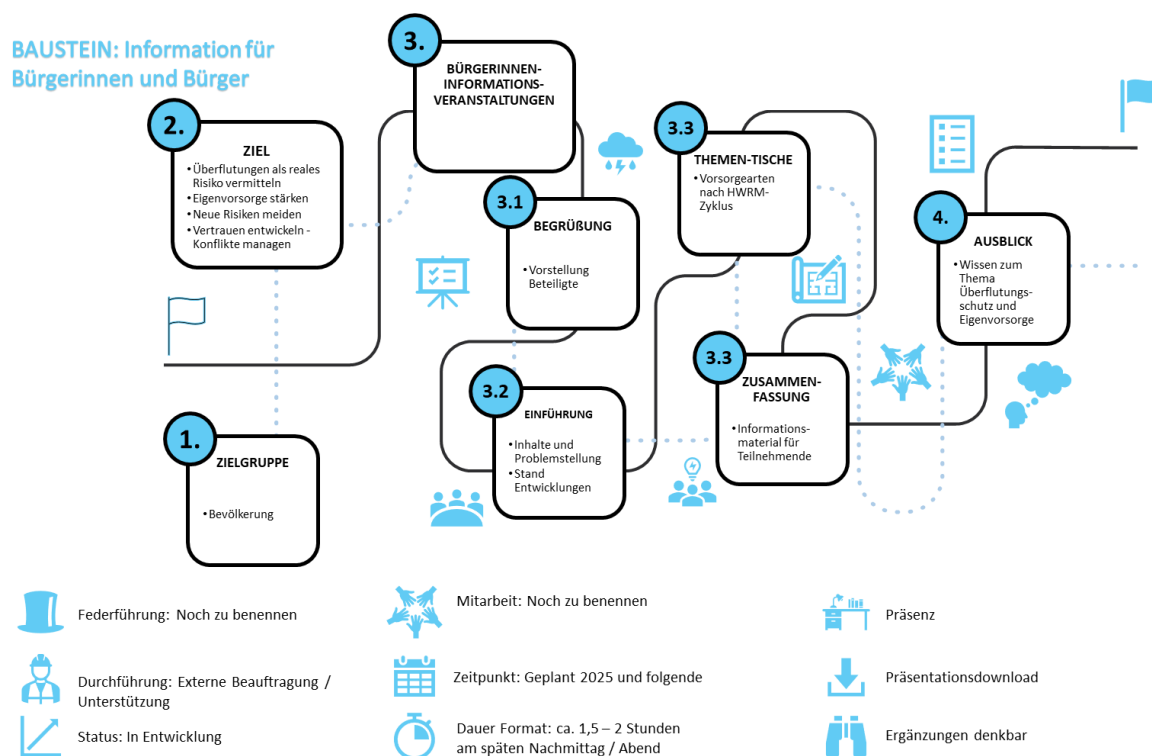 BAUSTEIN: Information für
Bürgerinnen und Bürger
1.
ZIELGRUPPE
• Bevölkerung
2.
ZIEL
• Überflutungen als reales
Risiko vermitteln
• Eigenvorsorge stärken
• Neue Risiken meiden
• Vertrauen entwickeln -
Konflikte managen
3.
BÜRGERINNEN-
INFORMATIONS-
VERANSTALTUNGEN
3.1
BEGRÜßUNG
• Vorstellung
Beteiligte
3.2
EINFÜHRUNG
• Inhalte und
Problemstellung
• Stand
Entwicklungen
3.3
THEMEN-TISCHE
• Vorsorgearten
nach HWRM-
Zyklus
3.3
ZUSAMMEN-
FASSUNG
• Informations-
material für
Teilnehmende
4.
AUSBLICK
• Wissen zum
Thema
Überflutungs-
schutz und
Eigenvorsorge
Federführung: Noch zu benennen
Mitarbeit: Noch zu benennen
Präsenz
Durchführung: Externe Beauftragung /
Unterstützung
Zeitpunkt: Geplant 2025 und folgende
Präsentationsdownload
Status: In Entwicklung
Dauer Format: ca. 1,5 – 2 Stunden
am späten Nachmittag / Abend
Ergänzungen denkbar